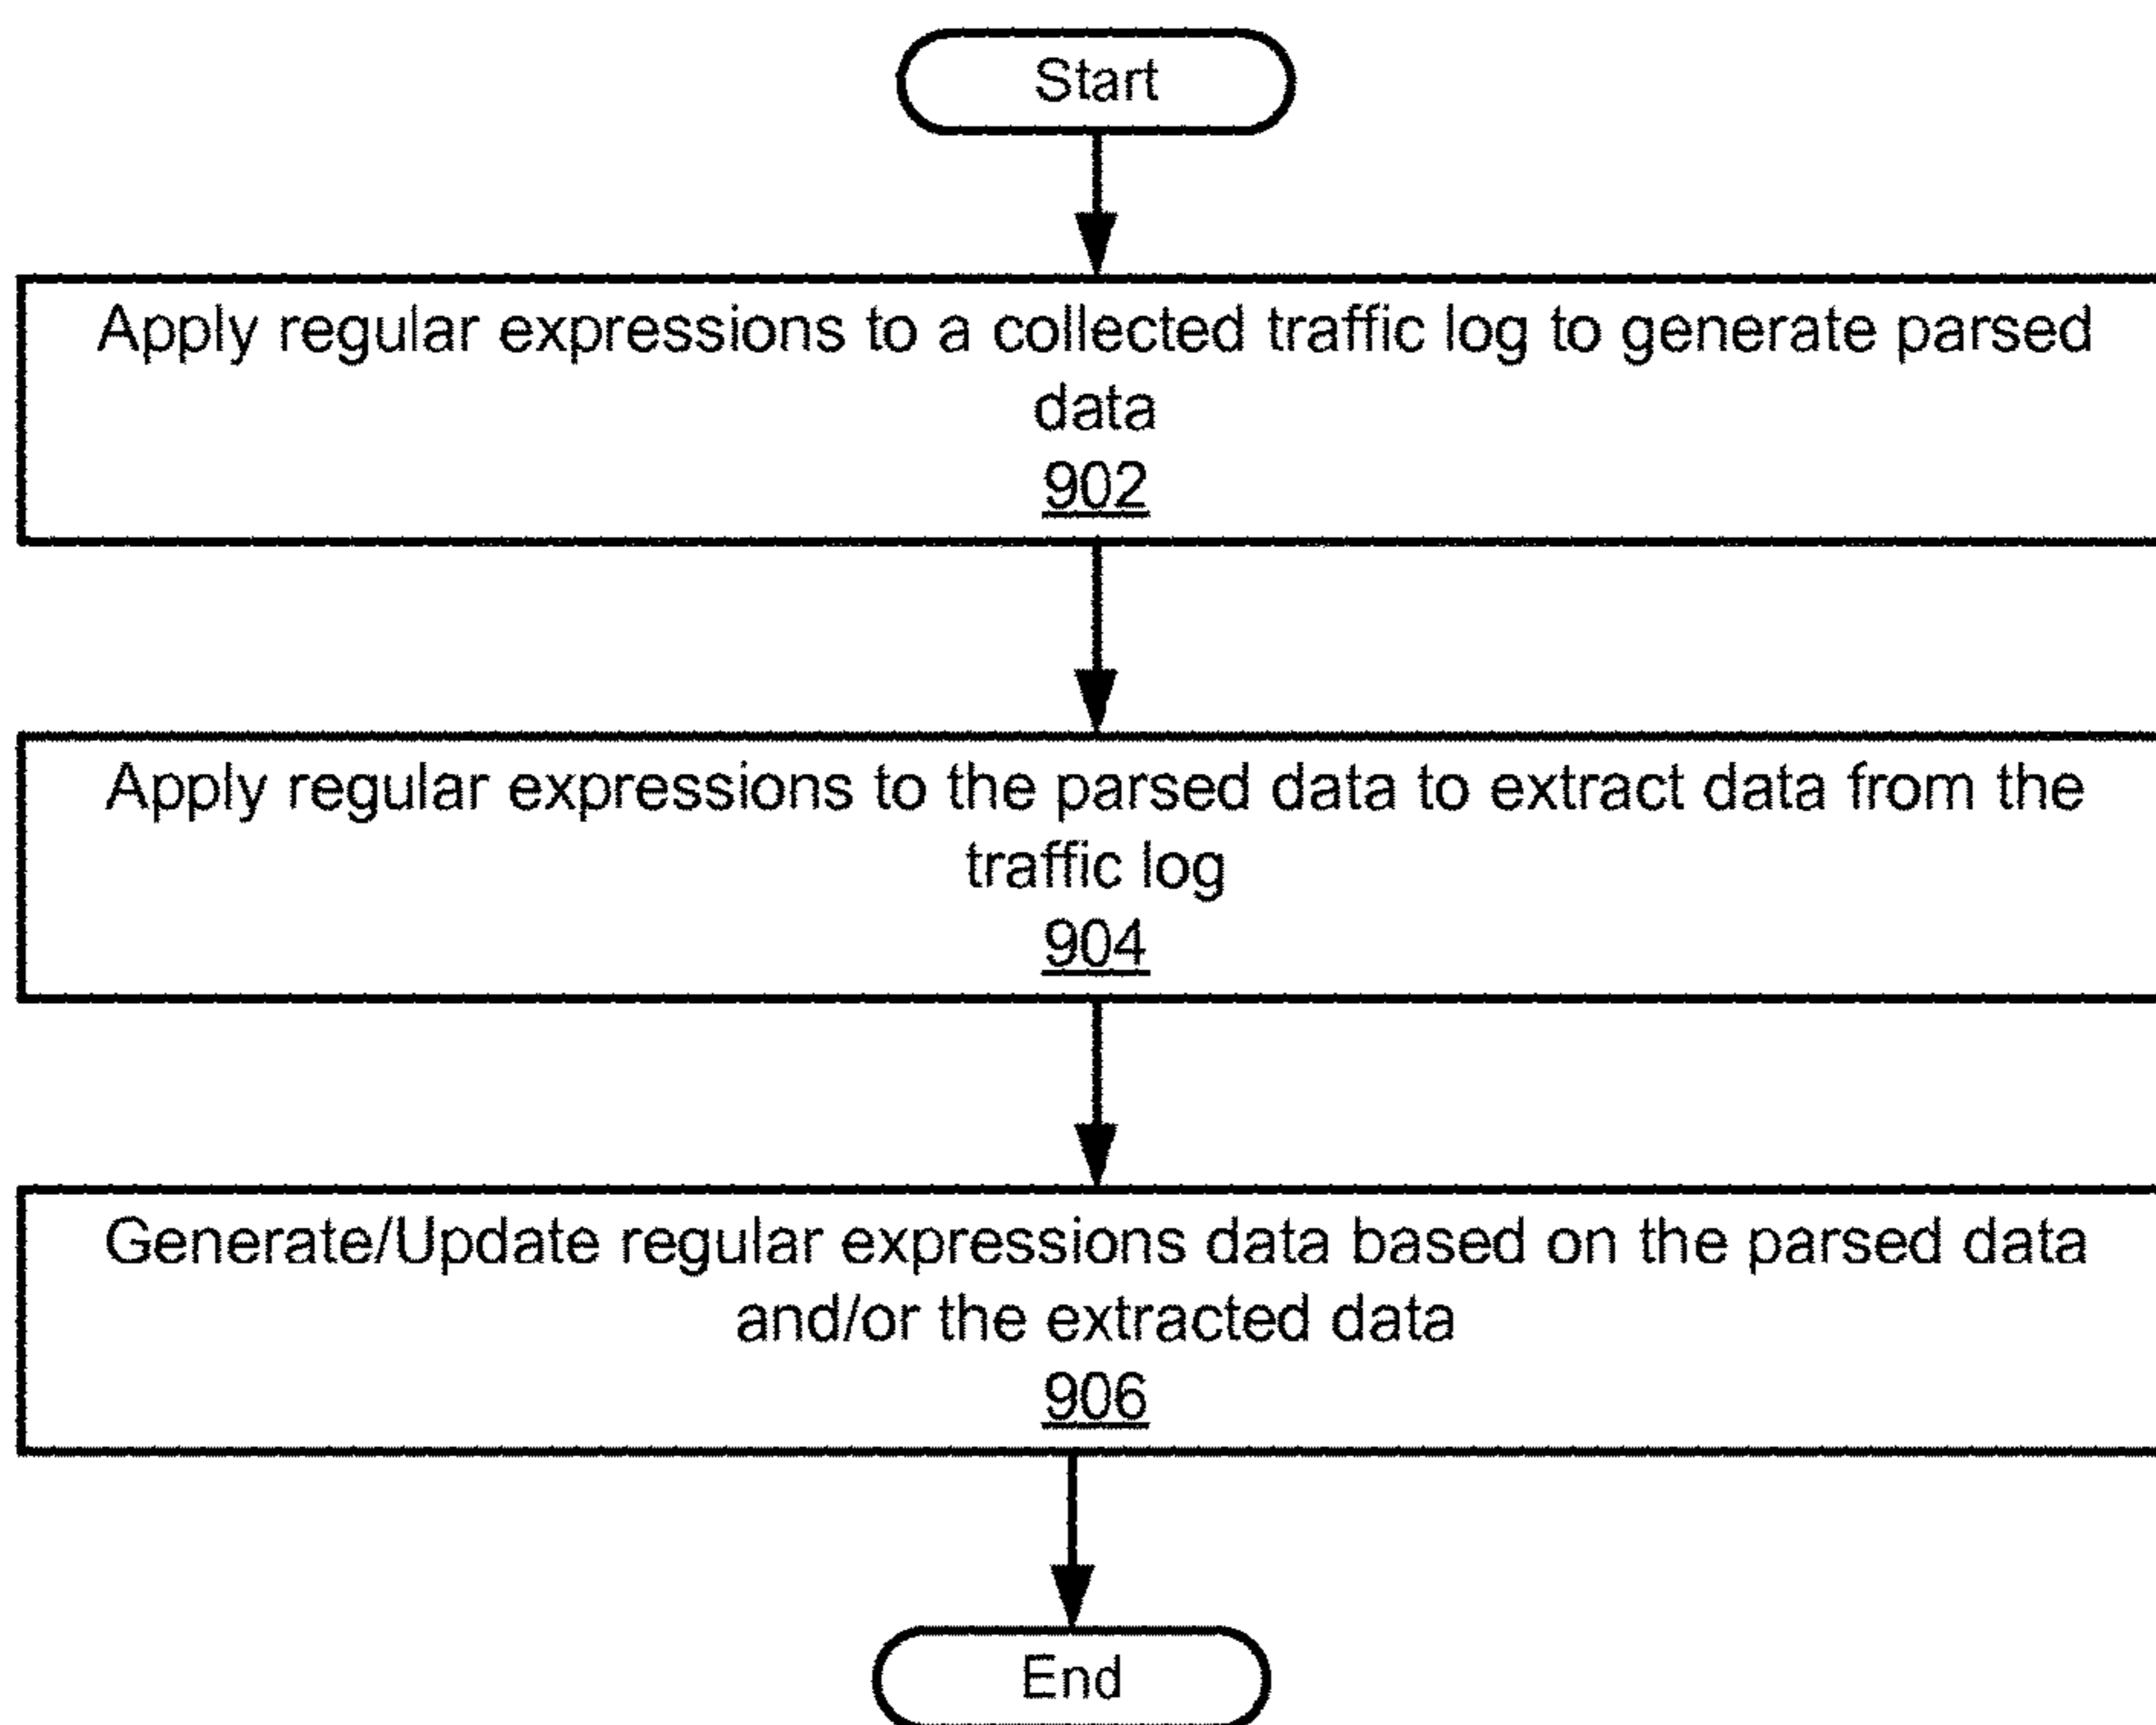 Start
Apply regular expressions to a collected traffic log to generate parsed
data
902
Apply regular expressions to the parsed data to extract data from the
traffic log
904
Generate/Update regular expressions data based on the parsed data
and/or the extracted data
906
End